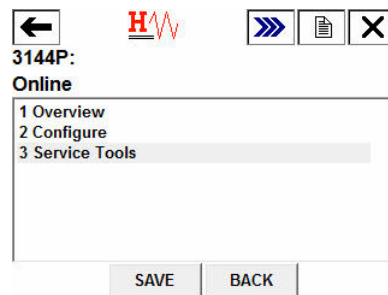 H
3144P:
Online
1 Overview
2 Configure
3 Service Tools
SAVE BACK